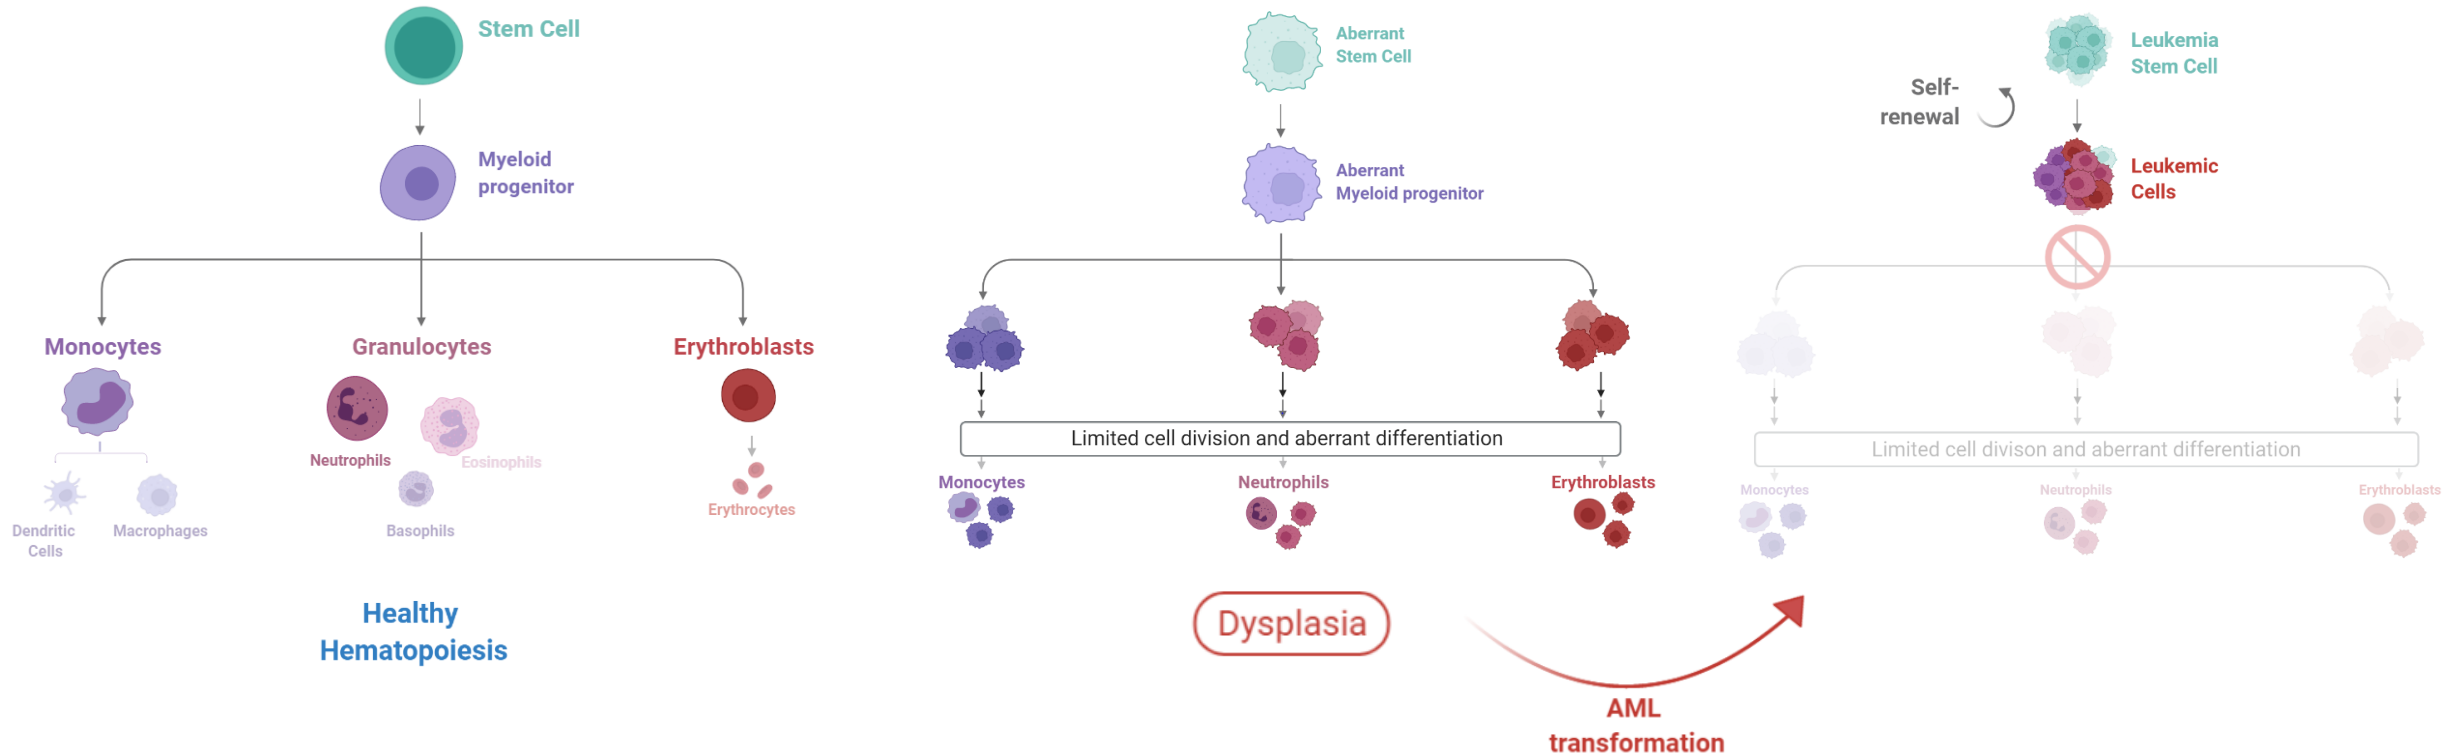 Stem Cell
Myeloid
progenitor
Monocytes
Granulocytes
Erythroblasts
Neutrophils
Eosinophils
Basophils
Dendritic
Cells
Macrophages
Erythrocytes
Healthy
Hematopoiesis
Aberrant
Stem Cell
Aberrant
Myeloid progenitor
Limited cell division and aberrant differentiation
Monocytes
Neutrophils
Erythroblasts
Dysplasia
AML
transformation
Leukemia
Stem Cell
Self-
renewal
Leukemic
Cells
Limited cell divison and aberrant differentiation
Monocytes
Neutrophils
Erythroblasts